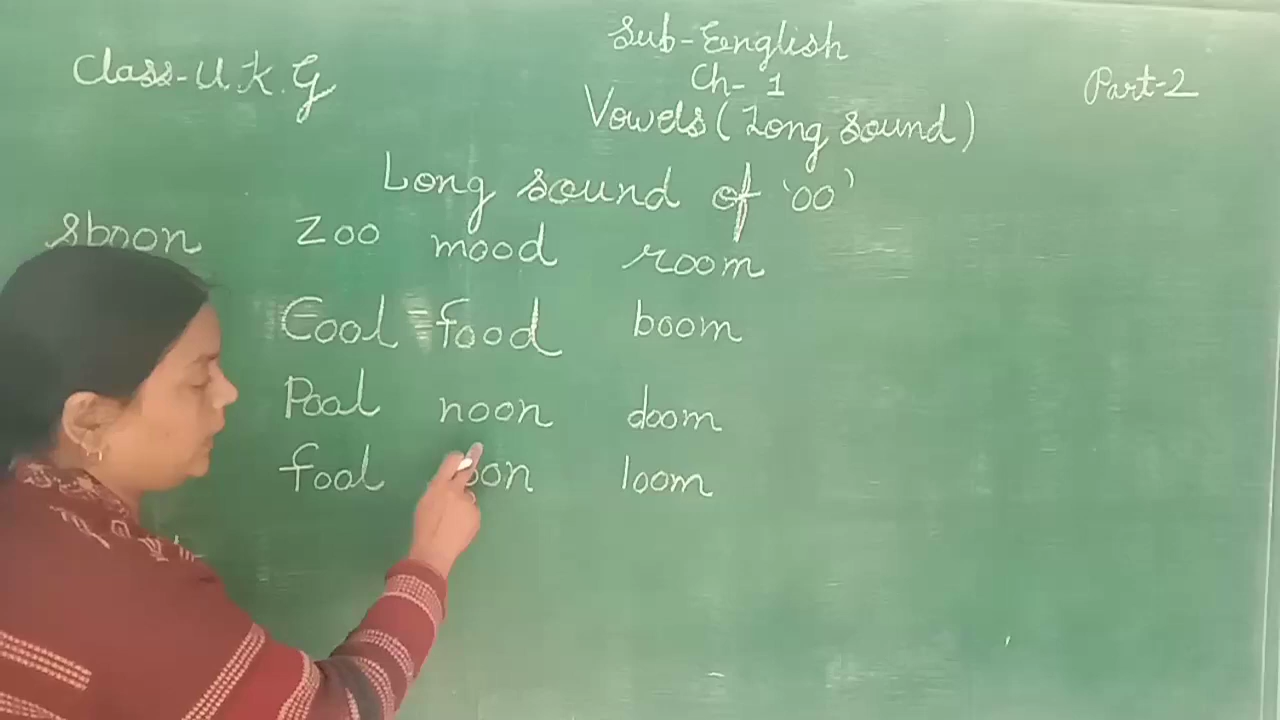 Sub-English
Class-U.K.G
Ch-1
Part-2
Vowels (Long sound)
Long sound of 'oo'
spoon zoo mood room
Cool food boom
Pool noon doom
fool loom